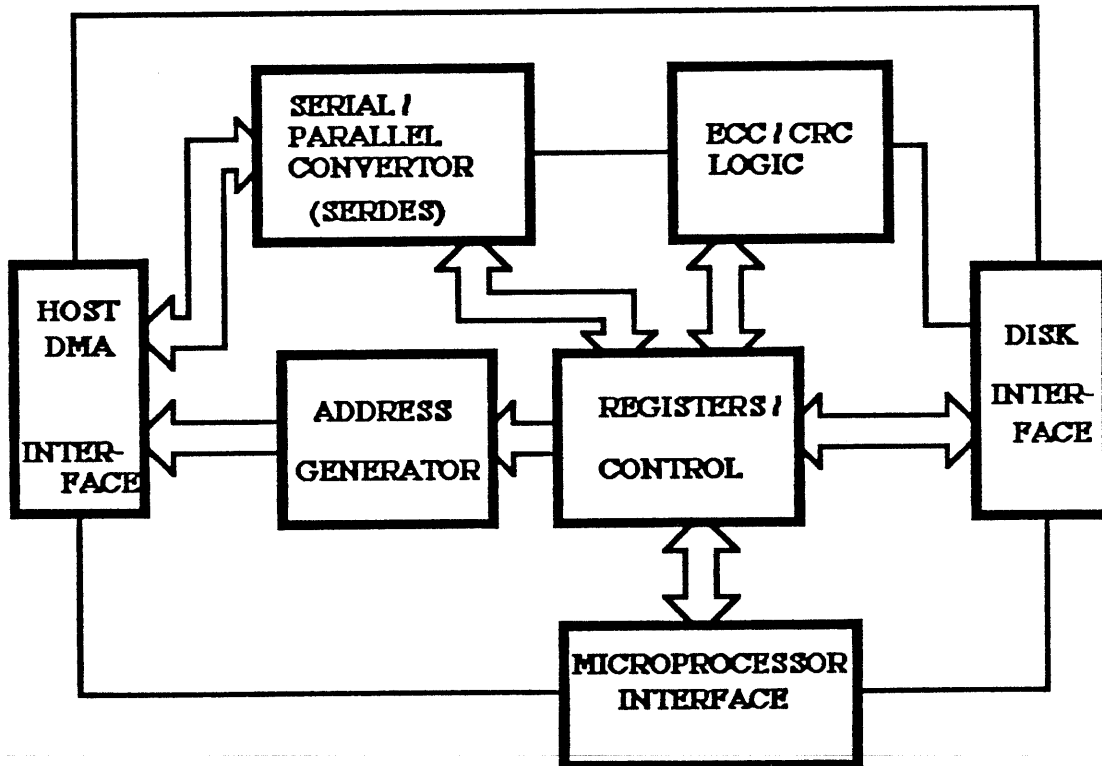 SERIAL /
PARALLEL
CONVERTOR
(SERDES)
ECC / CRC
LOGIC
HOST
DMA
INTER-
FACE
ADDRESS
GENERATOR
REGISTERS /
CONTROL
DISK
INTER-
FACE
MICROPROCESSOR
INTERFACE